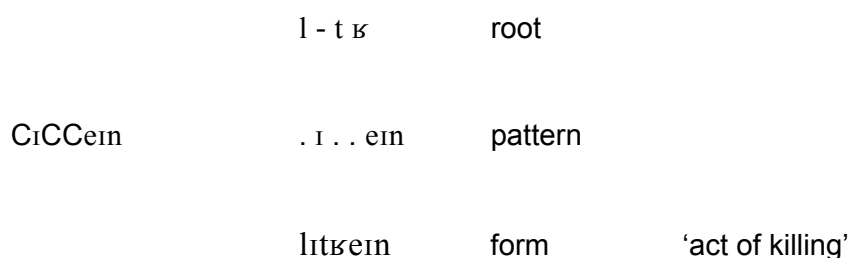 l - t ʁ root
CɪCCeɪn . ɪ . . eɪn pattern
lɪtʁeɪn form ‘act of killing’